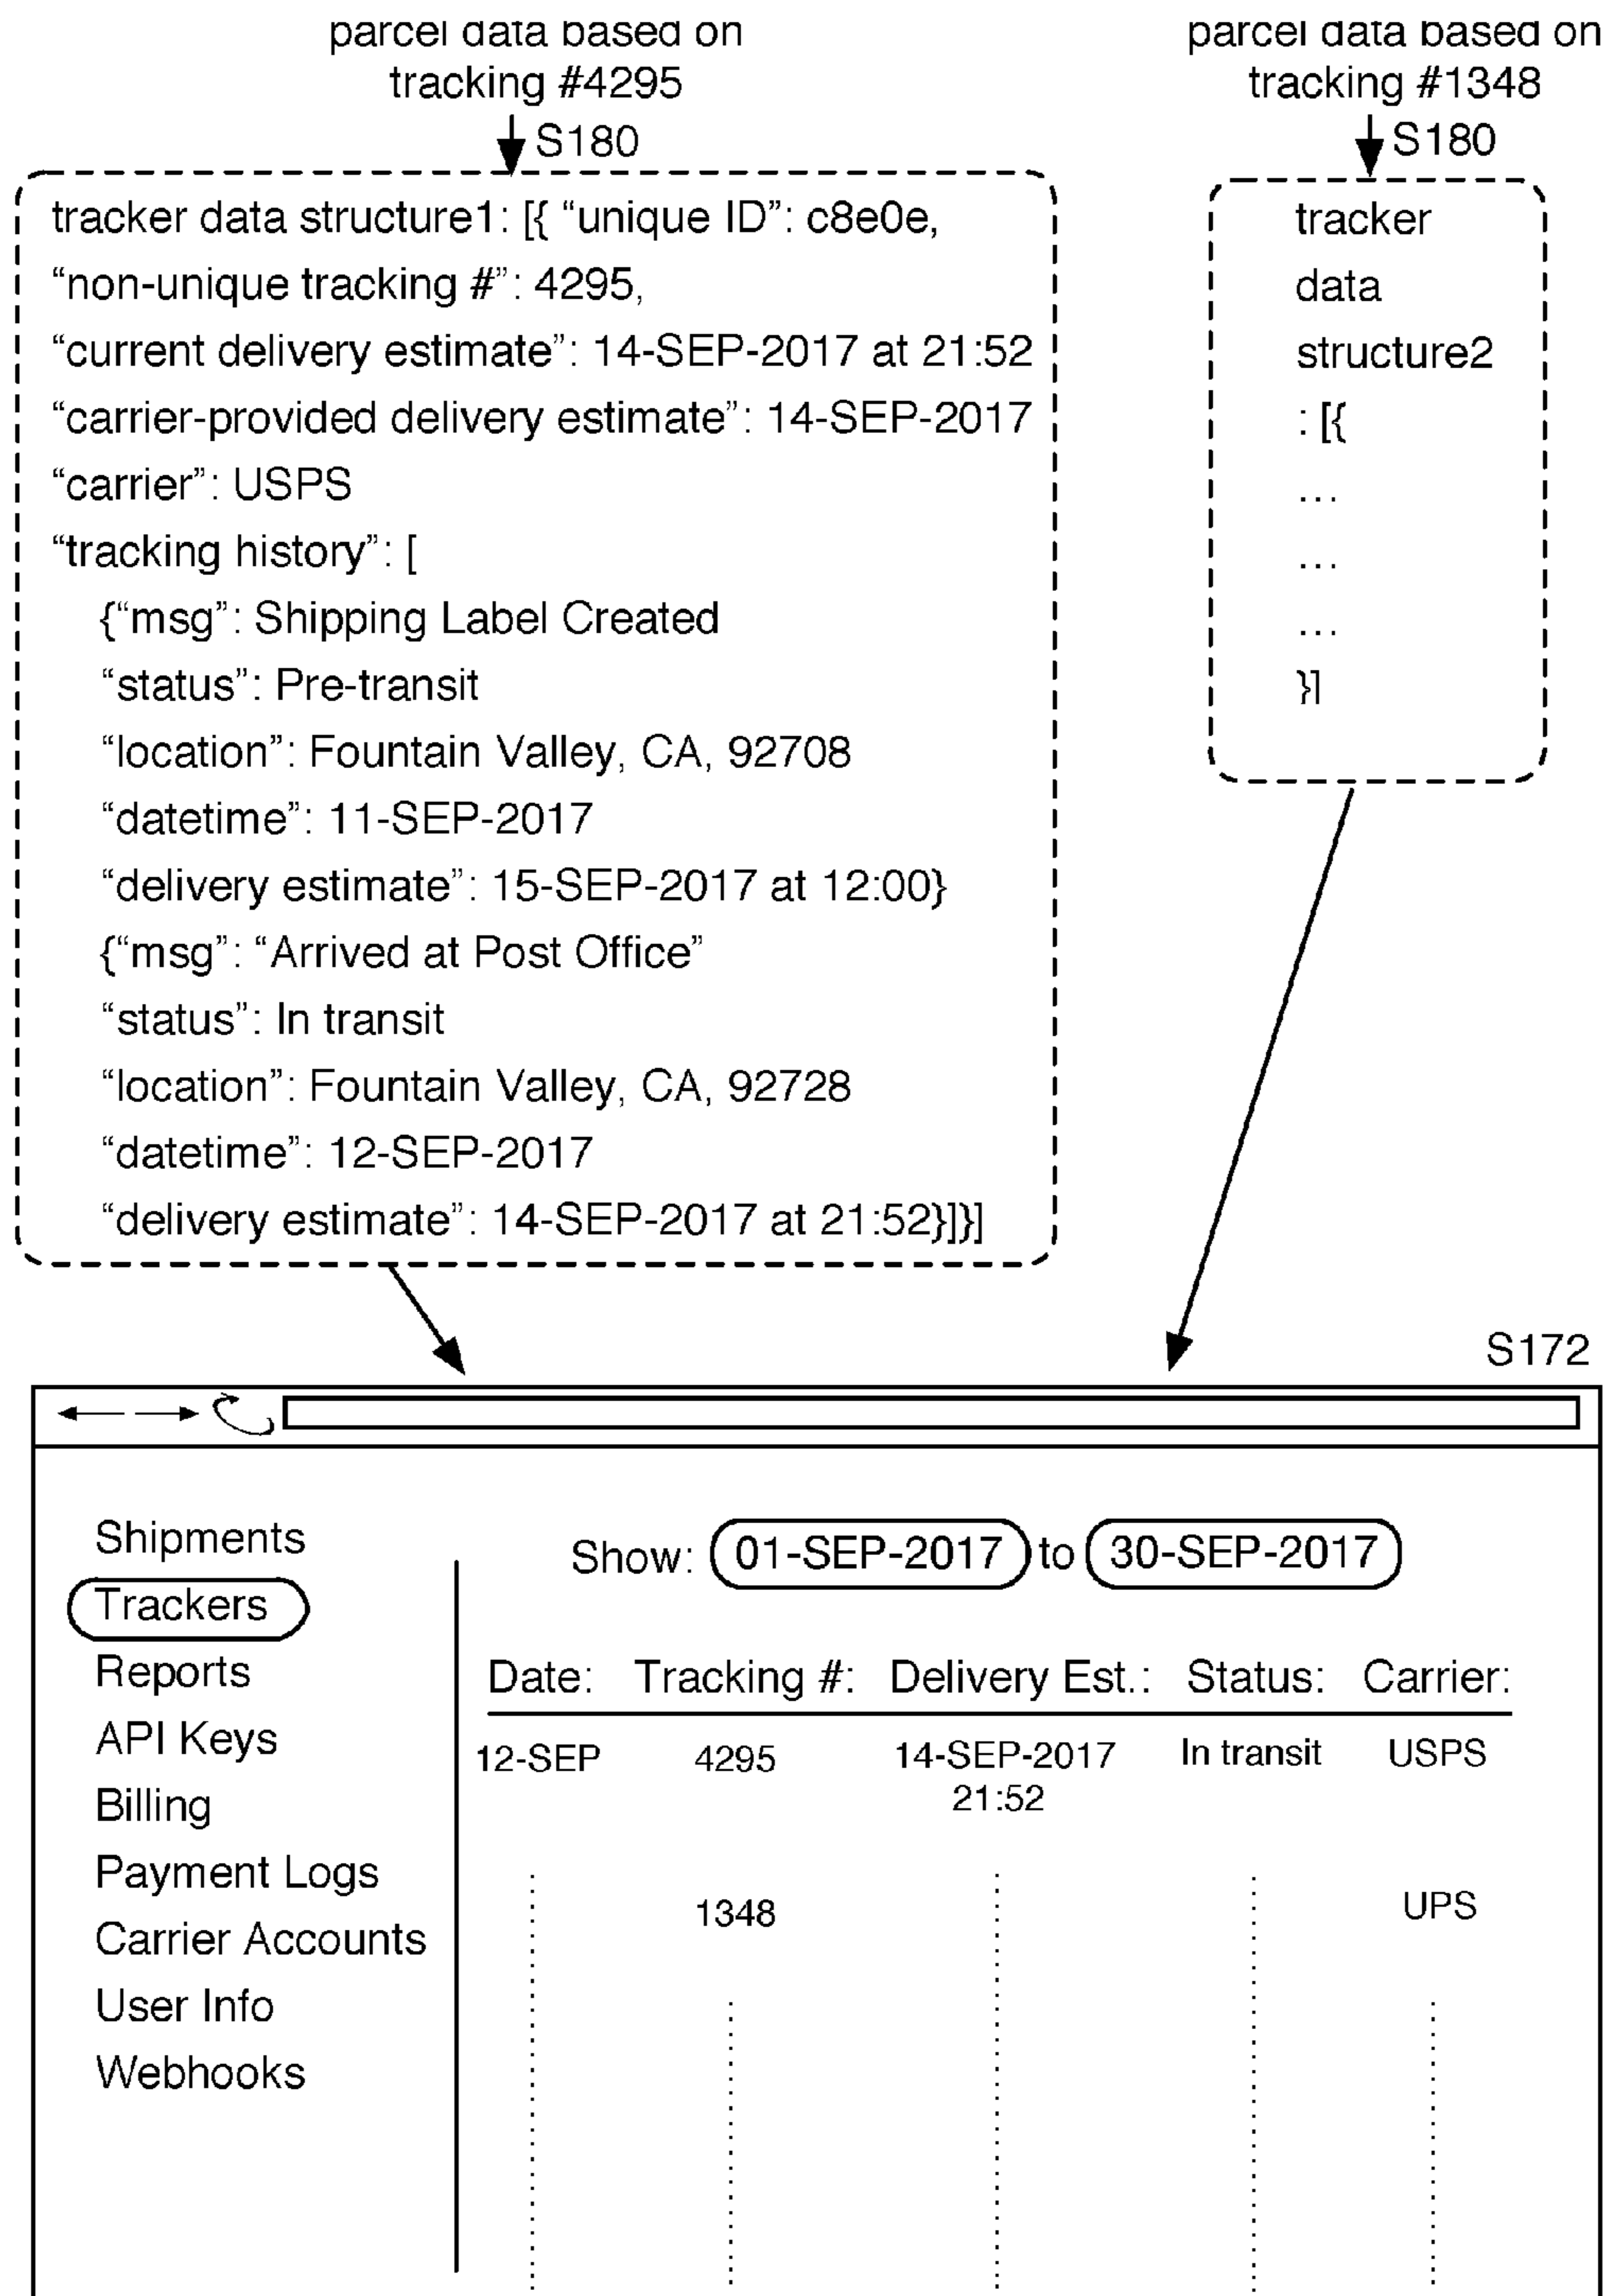 parcel data based on
tracking #4295
S180
parcel data based on
tracking #1348
S180
tracker data structure1: [{ “unique ID”: c8e0e,
“non-unique tracking #”: 4295,
“current delivery estimate”: 14-SEP-2017 at 21:52
“carrier-provided delivery estimate”: 14-SEP-2017
“carrier”: USPS
“tracking history”: [
{“msg”: Shipping Label Created
“status”: Pre-transit
“location”: Fountain Valley, CA, 92708
“datetime”: 11-SEP-2017
“delivery estimate”: 15-SEP-2017 at 12:00}
{“msg”: “Arrived at Post Office”
“status”: In transit
“location”: Fountain Valley, CA, 92728
“datetime”: 12-SEP-2017
“delivery estimate”: 14-SEP-2017 at 21:52}]}]
tracker
data
structure2
: [{
...
...
...
}]
S172
Shipments
Trackers
Reports
API Keys
Billing
Payment Logs
Carrier Accounts
User Info
Webhooks
Show: 01-SEP-2017 to 30-SEP-2017
Date: Tracking #: Delivery Est.: Status: Carrier:
12-SEP 4295 14-SEP-2017 In transit USPS
21:52
1348 UPS